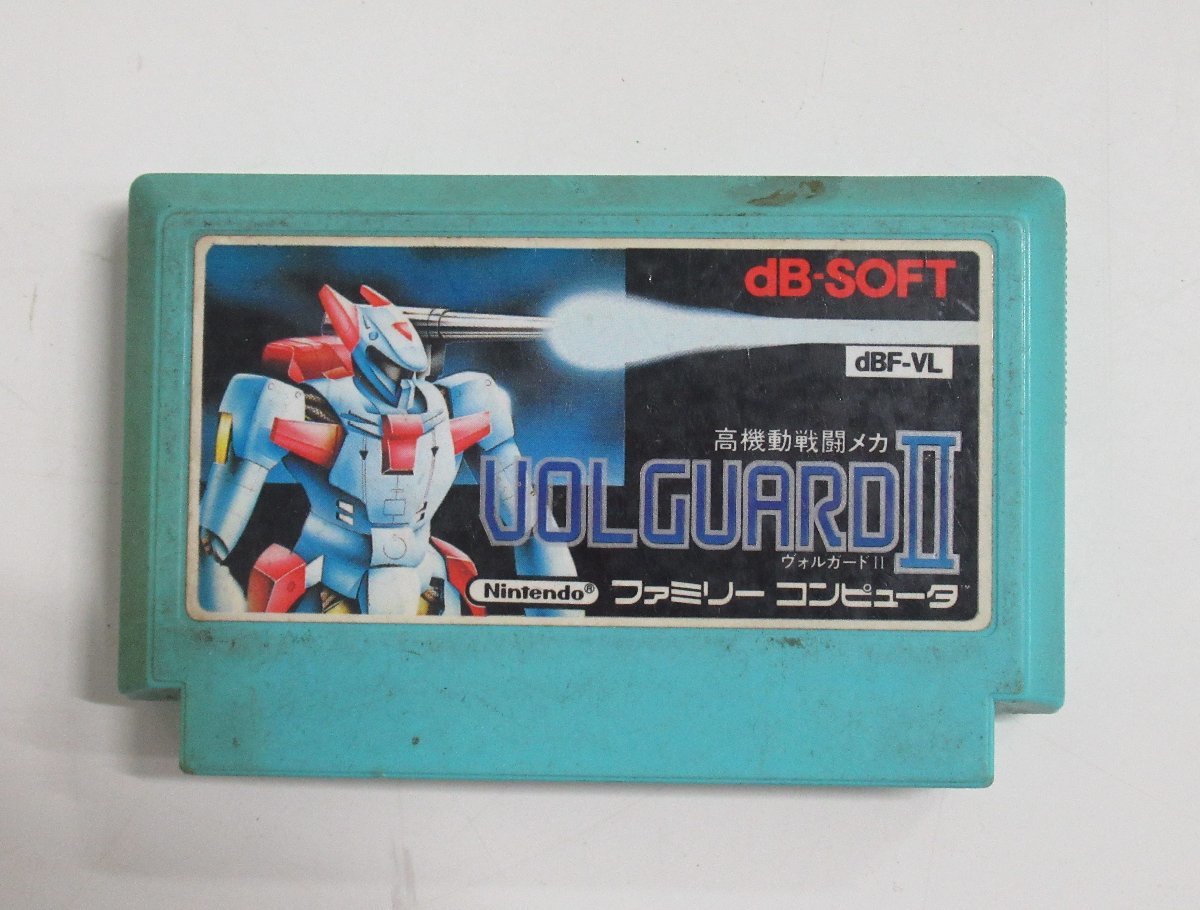 dB-SOFT
dBF-VL
高機動戦闘メカ
VOLGUARD II
ヴォルガードII
Nintendo® ファミリー コンピュータ™